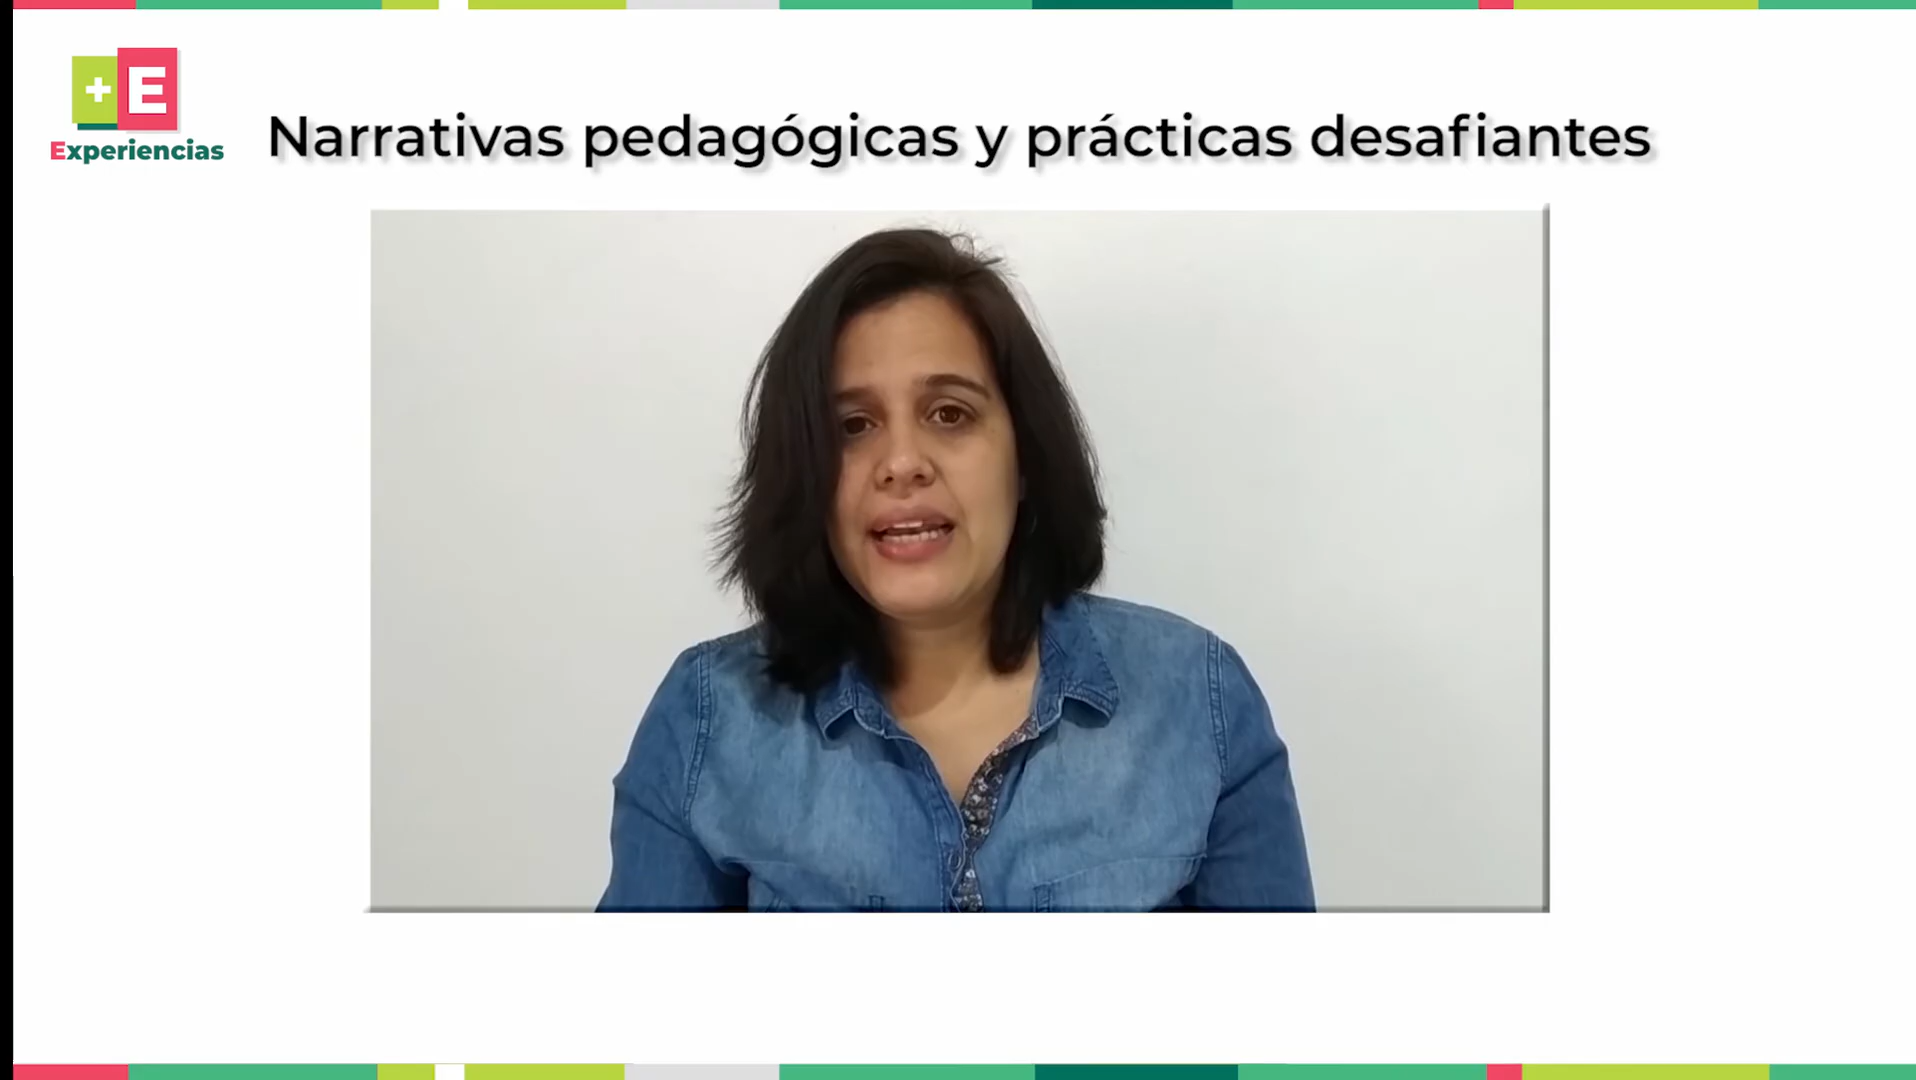 +E
Experiencias
Narrativas pedagógicas y prácticas desafiantes